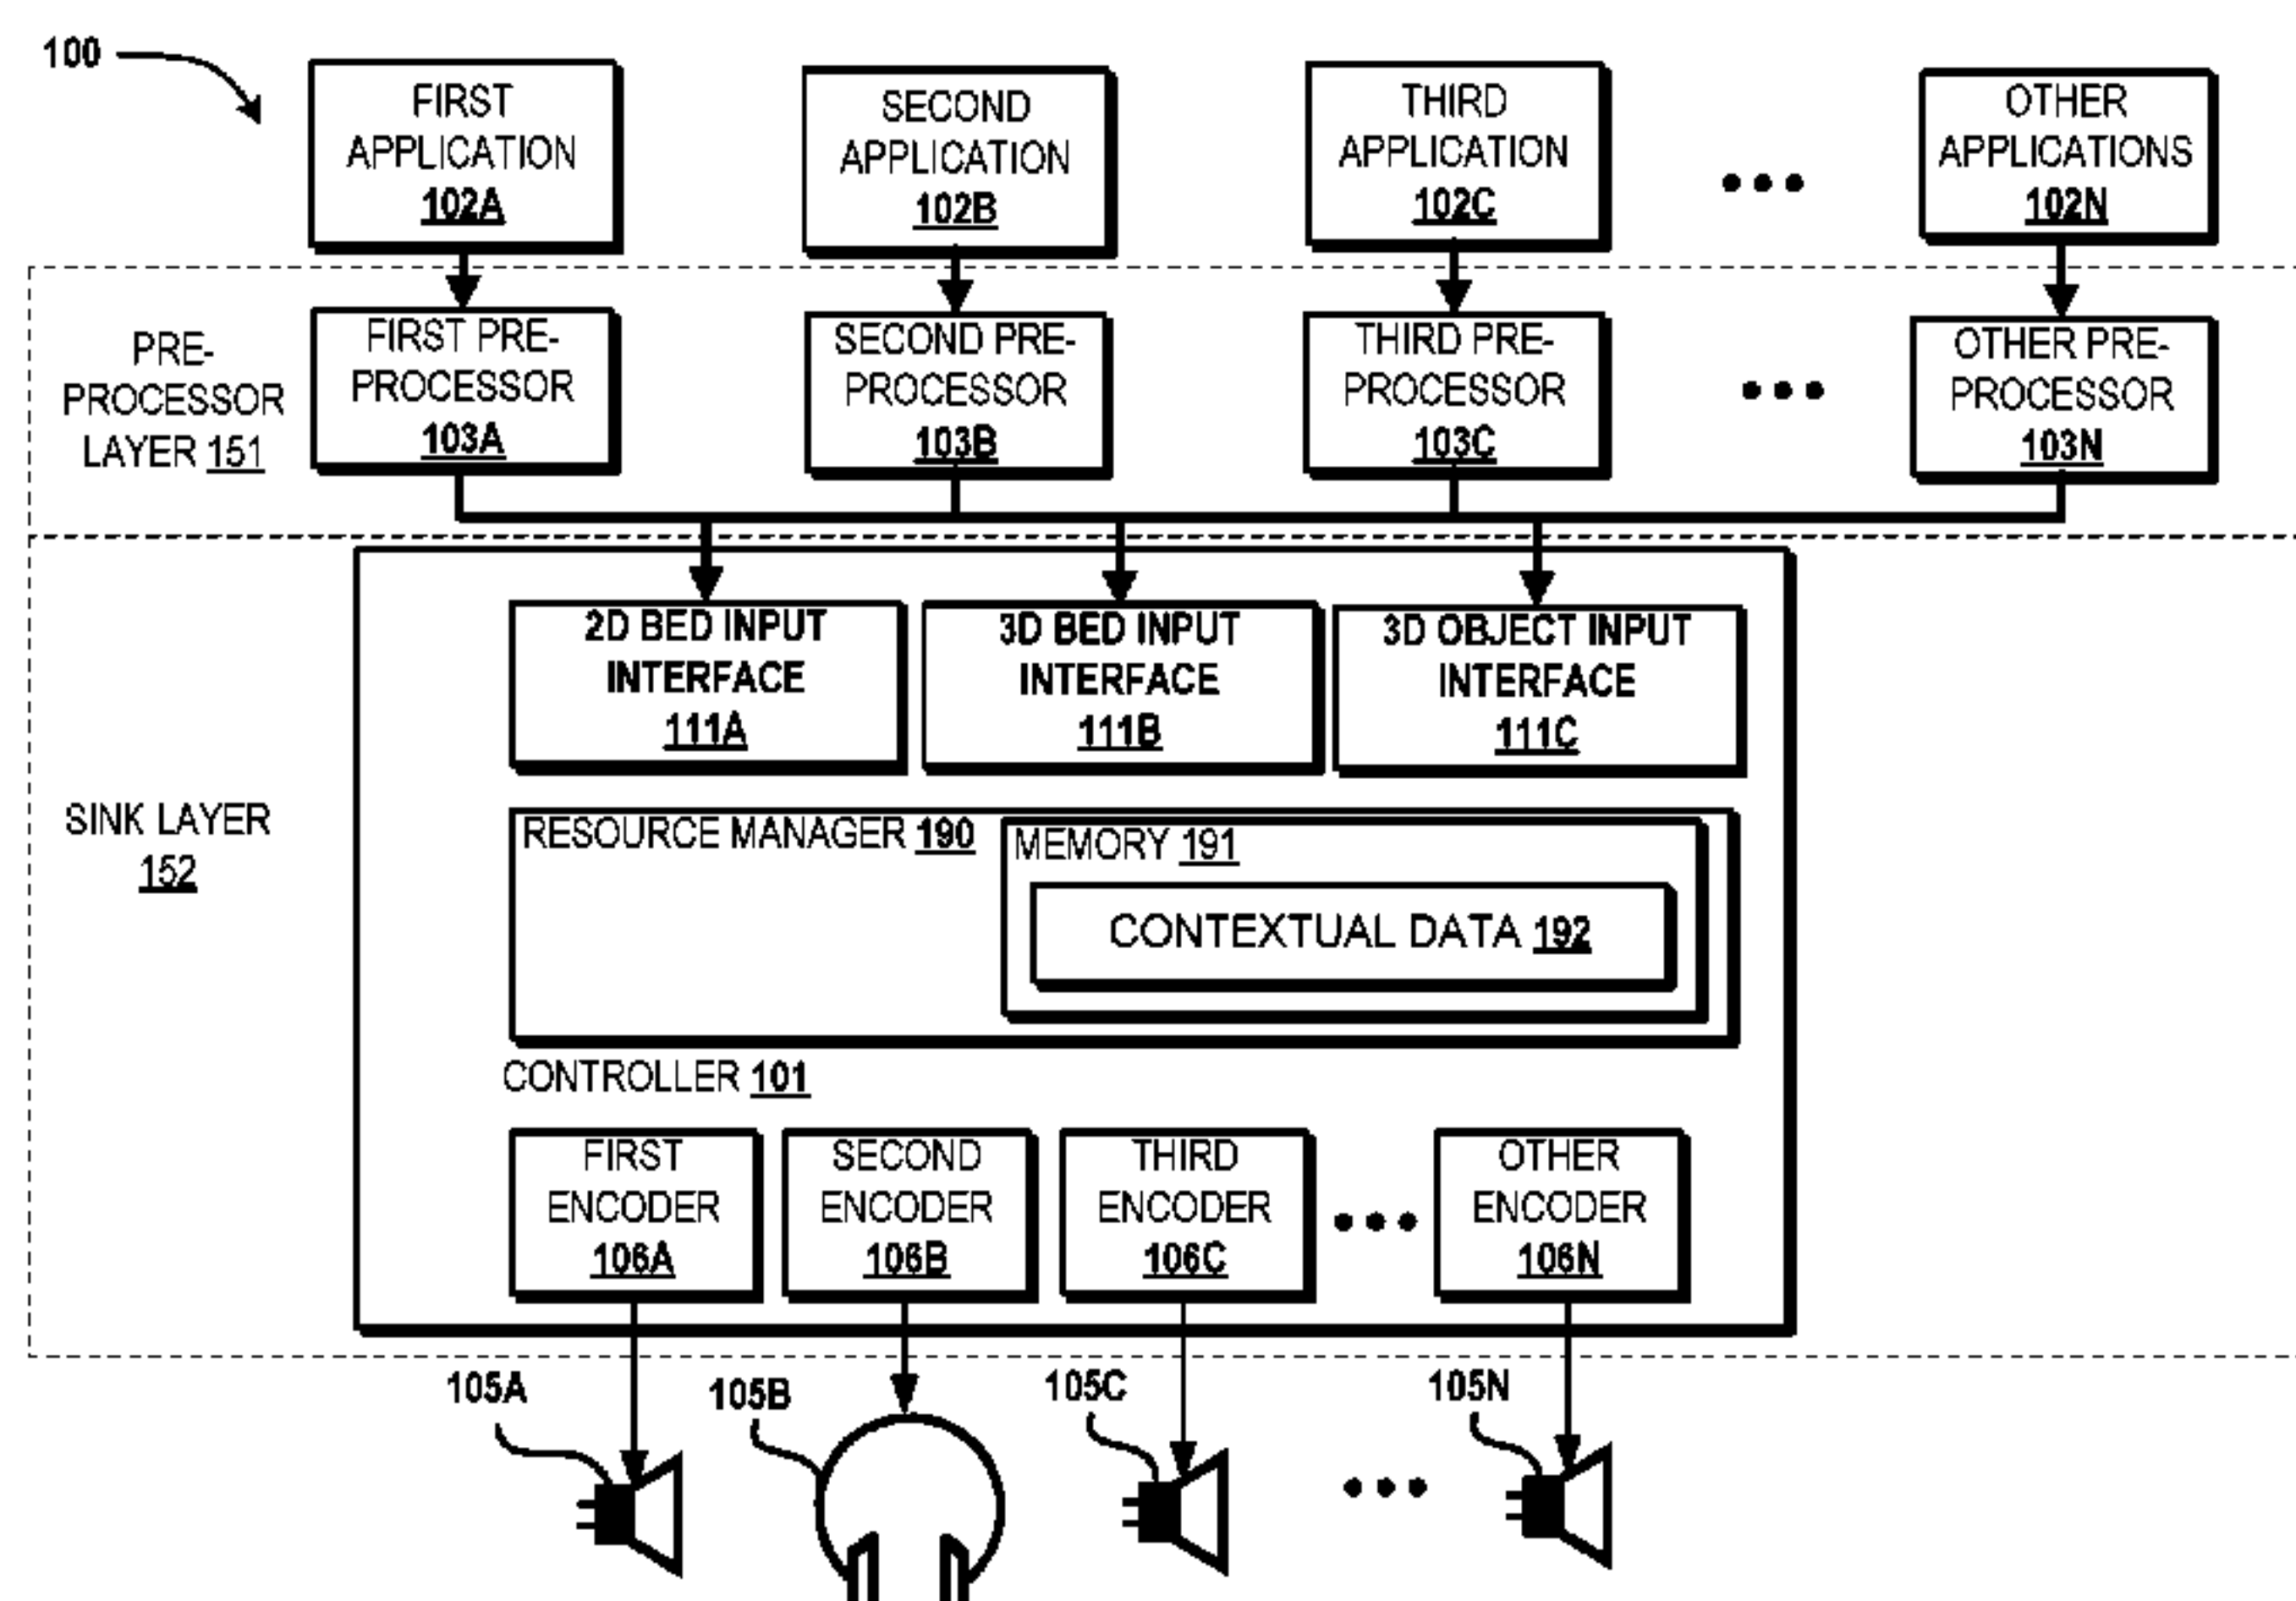 100
FIRST
APPLICATION
102A
SECOND
APPLICATION
102B
THIRD
APPLICATION
102C
OTHER
APPLICATIONS
102N
PRE-
PROCESSOR
LAYER 151
FIRST PRE-
PROCESSOR
103A
SECOND PRE-
PROCESSOR
103B
THIRD PRE-
PROCESSOR
103C
OTHER PRE-
PROCESSOR
103N
SINK LAYER
152
2D BED INPUT
INTERFACE
111A
3D BED INPUT
INTERFACE
111B
3D OBJECT INPUT
INTERFACE
111C
RESOURCE MANAGER 190
MEMORY 191
CONTEXTUAL DATA 192
CONTROLLER 101
FIRST
ENCODER
106A
SECOND
ENCODER
106B
THIRD
ENCODER
106C
OTHER
ENCODER
106N
105A
105B
105C
105N